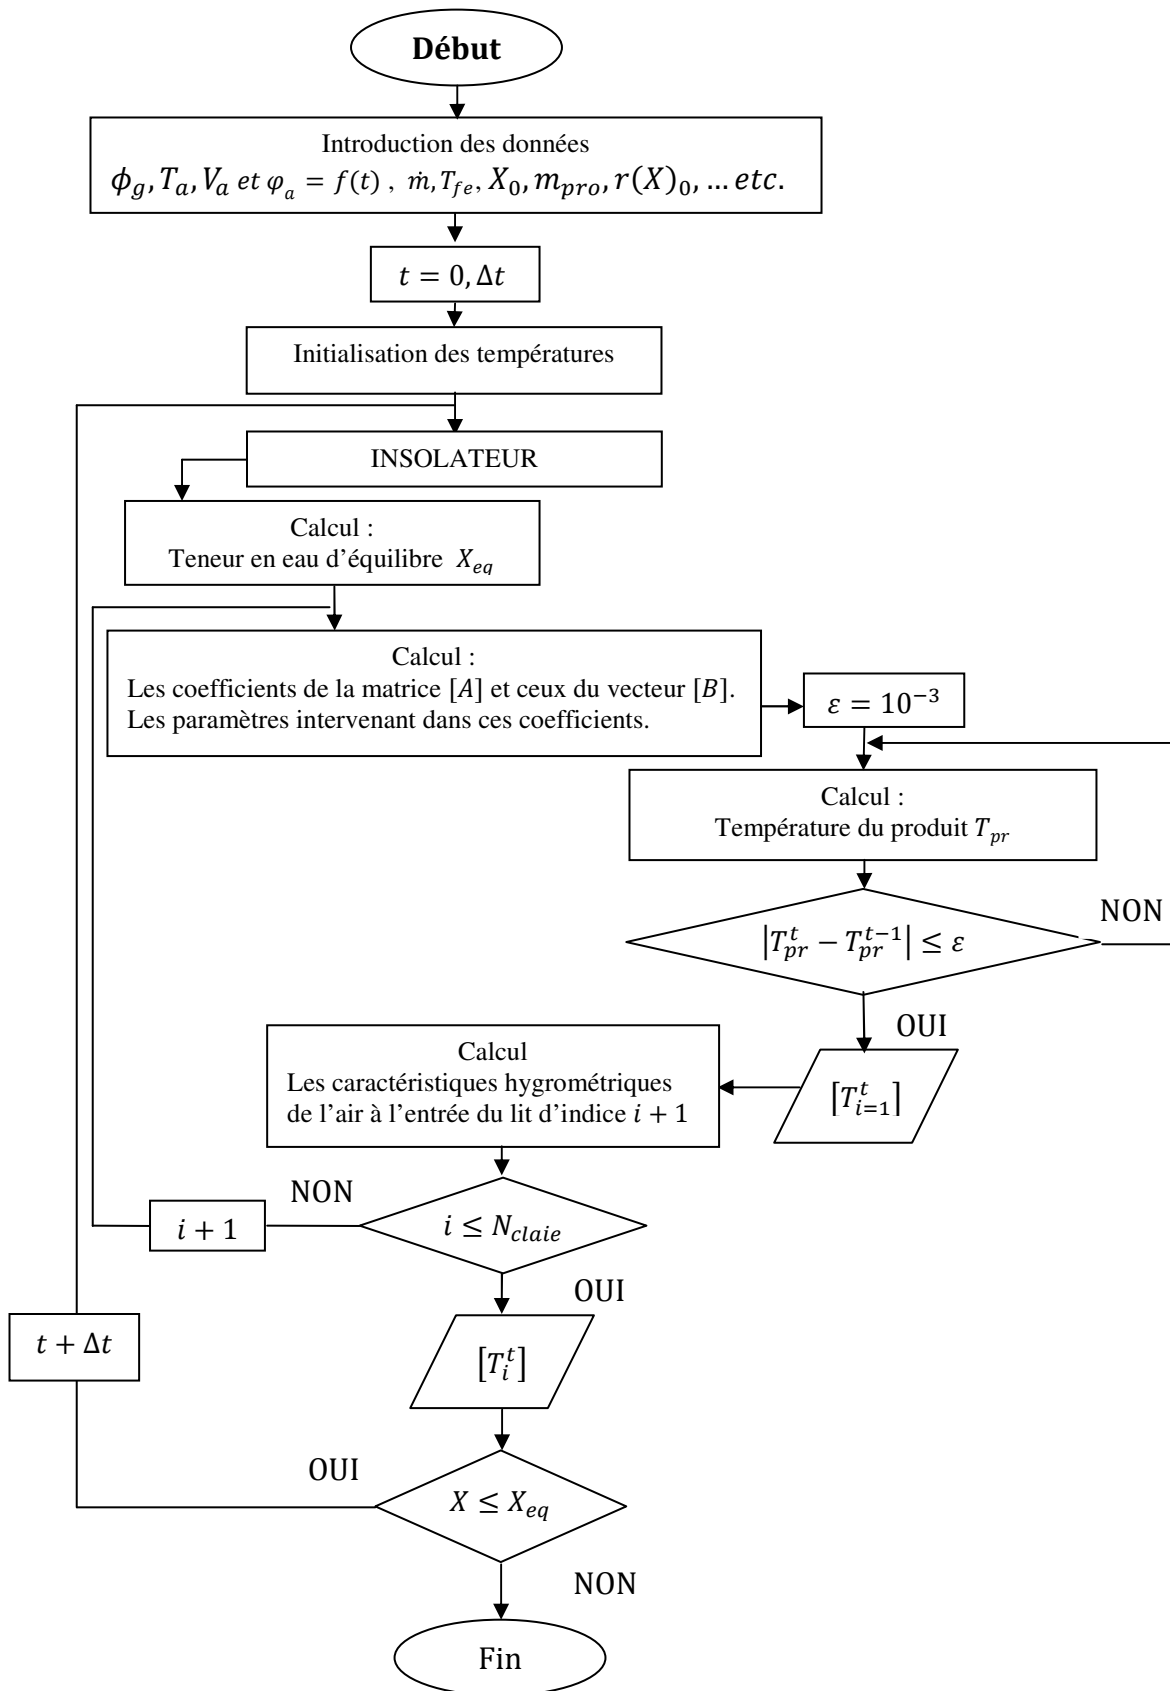 Début
Introduction des données
ϕ_g, T_a, V_a et φ_a = f(t) , ṁ, T_fe, X_0, m_pro, r(X)_0, … etc.
t = 0, Δt
Initialisation des températures
INSOLATEUR
Calcul :
Teneur en eau d’équilibre X_eq
Calcul :
Les coefficients de la matrice [A] et ceux du vecteur [B].
Les paramètres intervenant dans ces coefficients.
ε = 10^{-3}
Calcul :
Température du produit T_pr
NON
|T_pr^t − T_pr^{t−1}| ≤ ε
OUI
[T_{i=1}^t]
Calcul
Les caractéristiques hygrométriques
de l’air à l’entrée du lit d’indice i + 1
NON
i + 1
i ≤ N_claie
OUI
t + Δt
[T_i^t]
OUI
X ≤ X_eq
NON
Fin